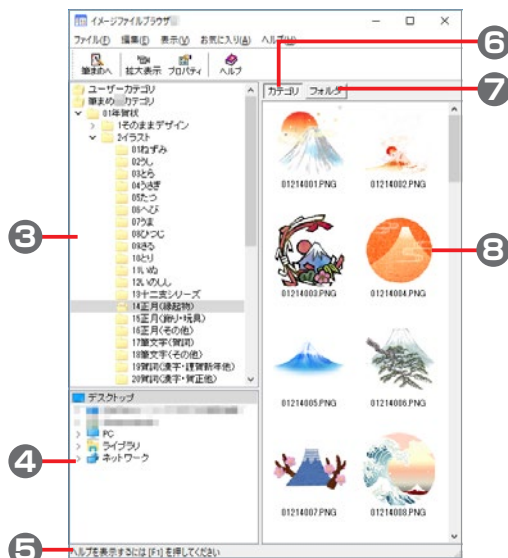 イメージファイルブラウザ
ファイル(F) 編集(E) 表示(V) お気に入り(A) ヘルプ(H)
筆まめへ 拡大表示 プロパティ ヘルプ
ユーザーカテゴリ
筆まめ カテゴリ
01年賀状
1そのままデザイン
2イラスト
01ねずみ
02うし
03とら
04うさぎ
05たつ
06へび
07うま
08ひつじ
09さる
10とり
11いぬ
12いのしし
13十二支シリーズ
14正月(縁起物)
15正月(飾り・玩具)
16正月(その他)
17筆文字(賀詞)
18筆文字(その他)
19賀詞(漢字・謹賀新年他)
20賀詞(漢字・賀正他)
デスクトップ
PC
ライブラリ
ネットワーク
ヘルプを表示するには [F1] を押してください
カテゴリ フォルダ
01214001.PNG 01214002.PNG
01214003.PNG 01214004.PNG
01214005.PNG 01214006.PNG
01214007.PNG 01214008.PNG
3
4
5
6
7
8